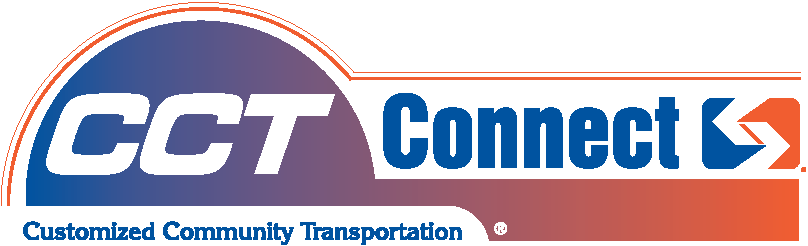 CCT Connect
Customized Community Transportation ®